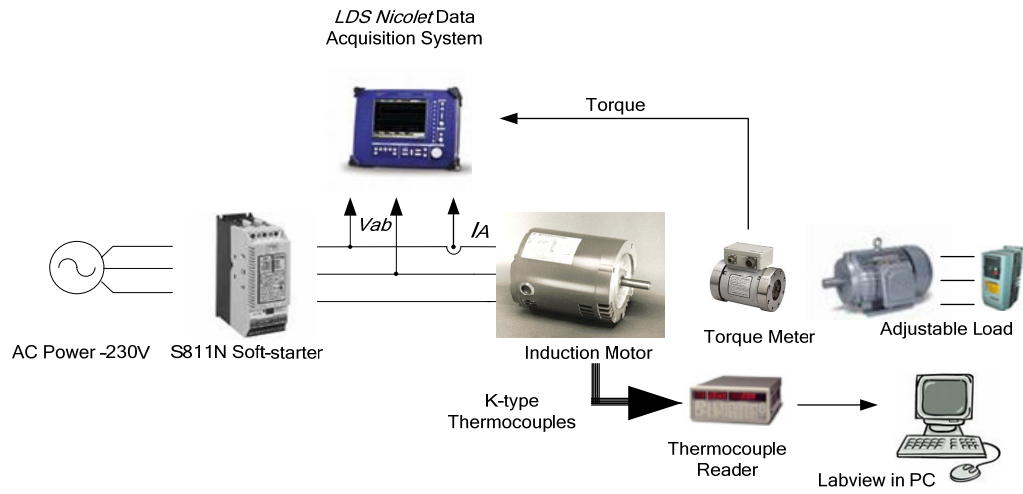 LDS Nicolet Data
Acquisition System
Torque
Vab
IA
AC Power -230V
S811N Soft-starter
Induction Motor
Torque Meter
Adjustable Load
K-type
Thermocouples
Thermocouple
Reader
Labview in PC